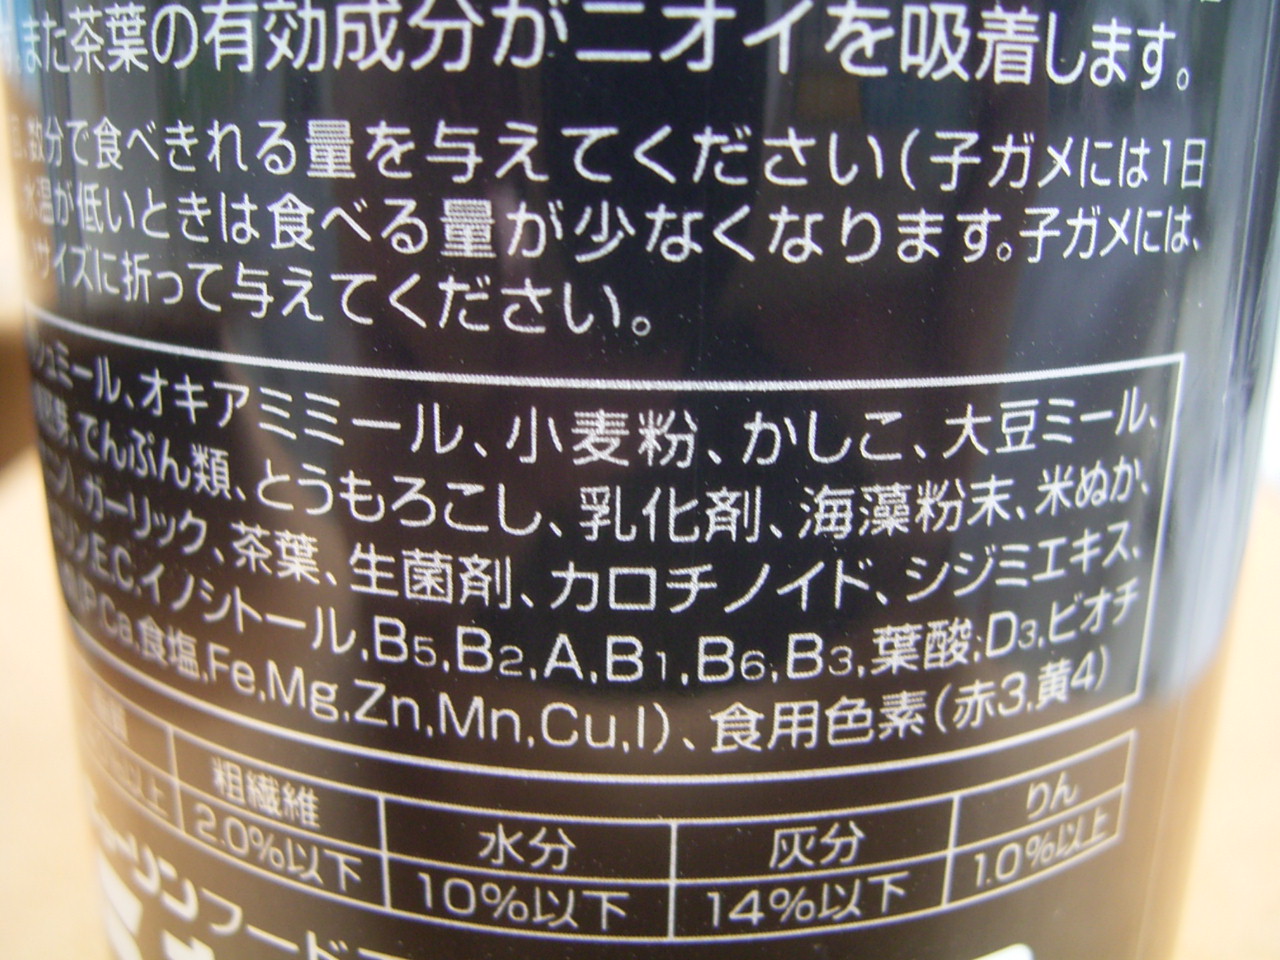 また茶葉の有効成分がニオイを吸着します。
数分で食べきれる量を与えてください(子ガメには1日
水温が低いときは食べる量が少なくなります。子ガメには、
サイズに折って与えてください。
シュミール、オキアミミール、小麦粉、かしこ、大豆ミール、
胚芽、でんぷん類、とうもろこし、乳化剤、海藻粉末、米ぬか、
ガーリック、茶葉、生菌剤、カロチノイド、シジミエキス、
コリン,E,C,イノシトール,B5,B2,A,B1,B6,B3,葉酸,D3,ビオチ
P,Ca,食塩,Fe,Mg,Zn,Mn,Cu,I)、食用色素(赤3,黄4)
粗繊維 水分 灰分 りん
以上 2.0%以下 10%以下 14%以下 1.0%以上
フード